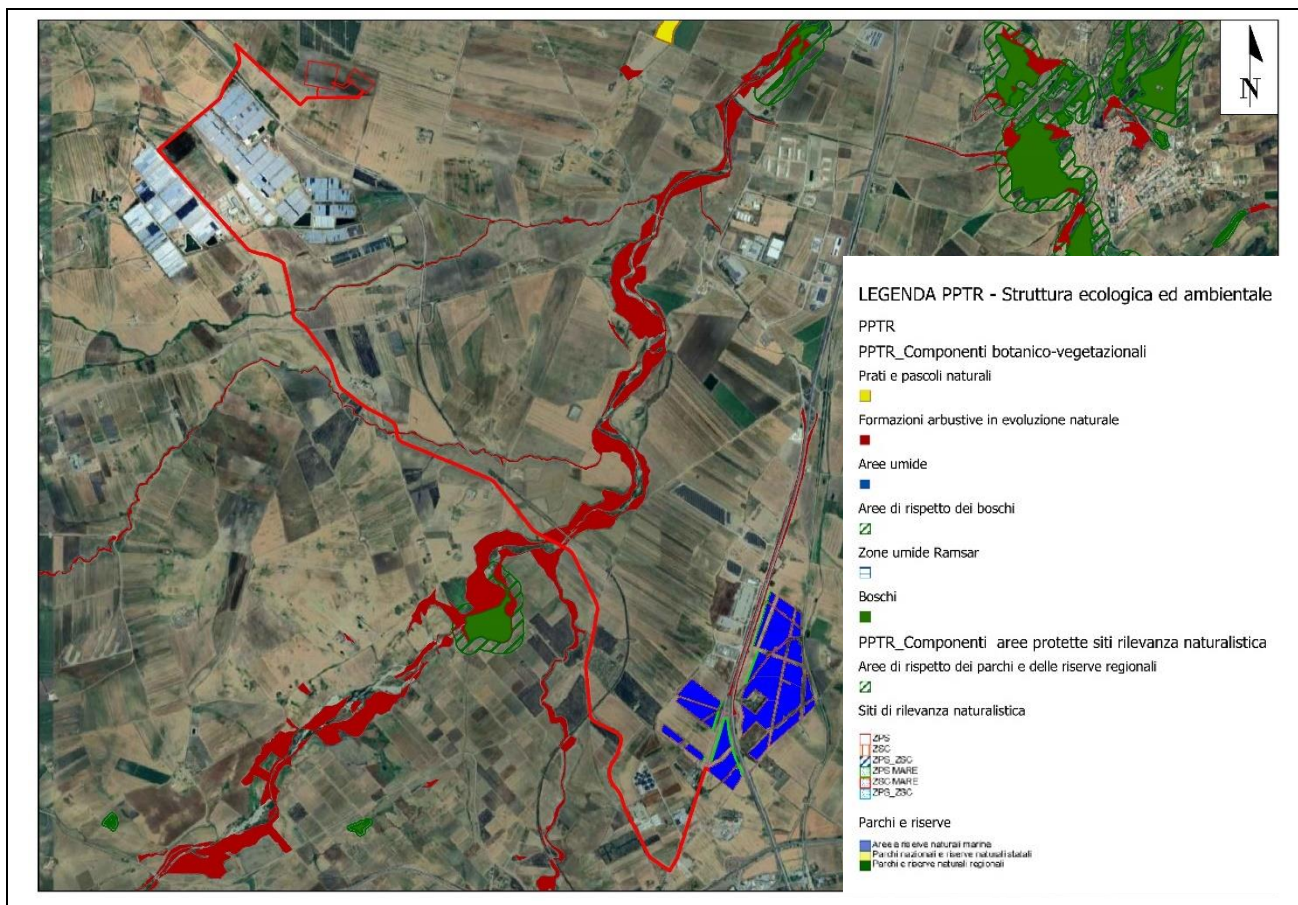 N
LEGENDA PPTR - Struttura ecologica ed ambientale
PPTR
PPTR_Componenti botanico-vegetazionali
Prati e pascoli naturali
Formazioni arbustive in evoluzione naturale
Aree umide
Aree di rispetto dei boschi
Zone umide Ramsar
Boschi
PPTR_Componenti aree protette siti rilevanza naturalistica
Aree di rispetto dei parchi e delle riserve regionali
Siti di rilevanza naturalistica
ZPS
ZSC
ZPS_ZSC
ZPS MARE
ZSC MARE
ZPS_ZSC
Parchi e riserve
Aree e riserve naturali marine
Parchi nazionali e riserve naturali statali
Parchi e riserve naturali regionali